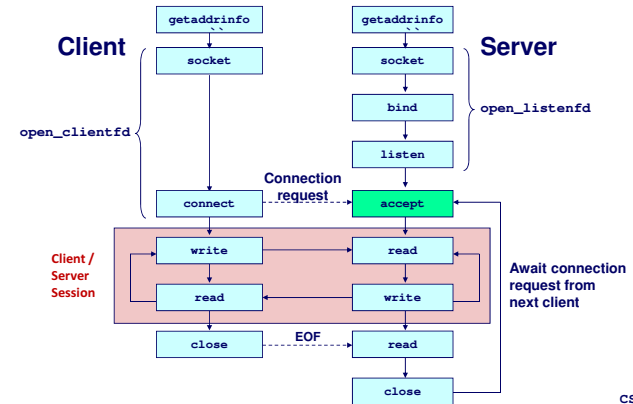 getaddrinfo
getaddrinfo
Client
Server
socket
socket
bind
open_clientfd
open_listenfd
listen
Connection
request
connect
accept
Client /
Server
Session
write
read
Await connection
request from
next client
read
write
close
EOF
read
close
CS